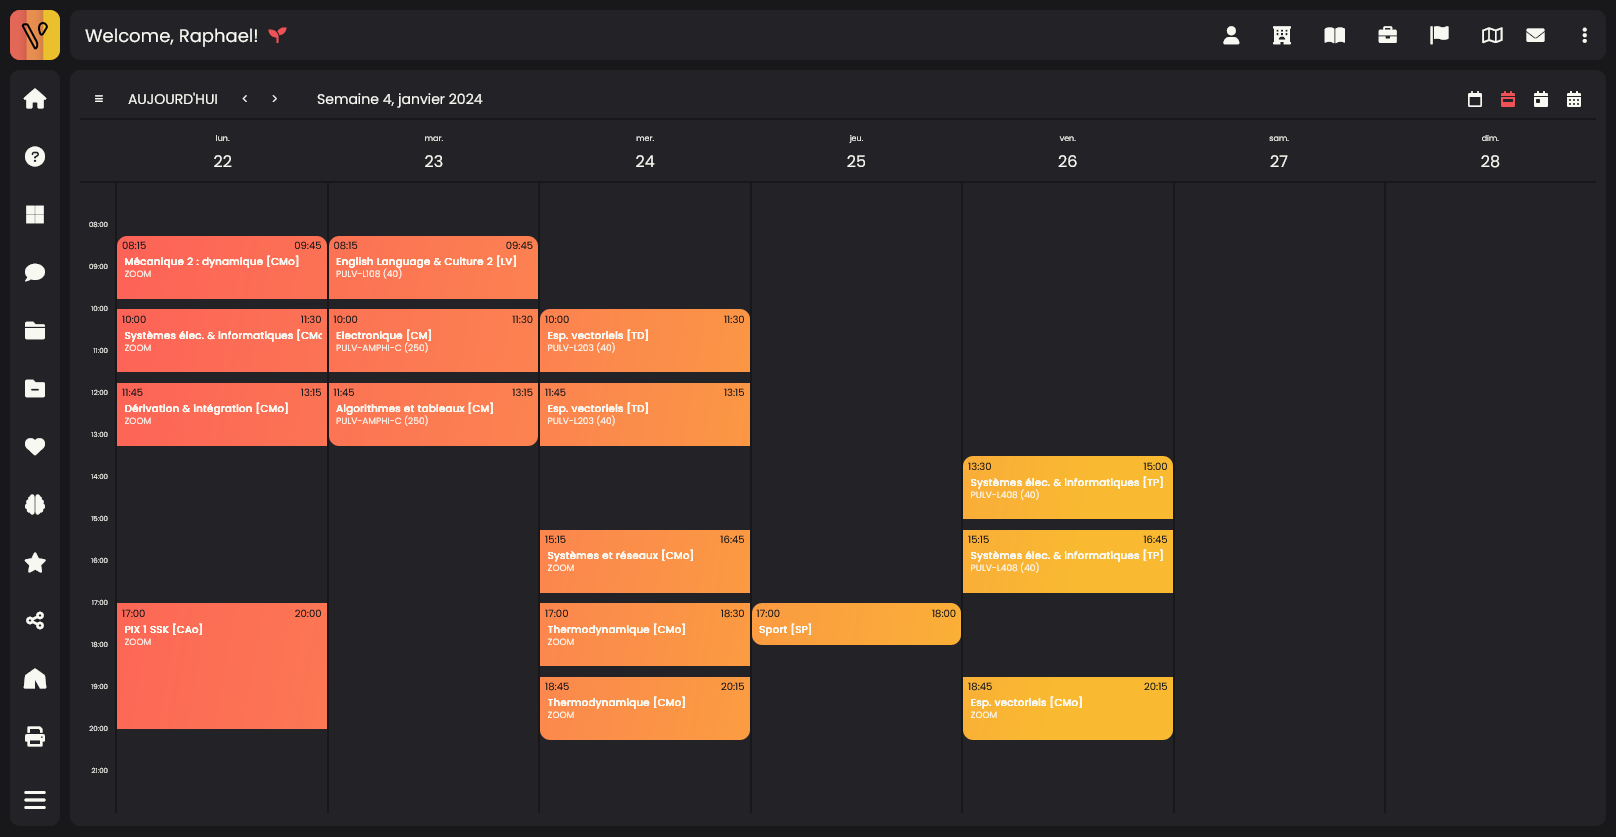 Welcome, Raphael!
AUJOURD'HUI
Semaine 4, janvier 2024
lun.
22
mar.
23
mer.
24
jeu.
25
ven.
26
sam.
27
dim.
28
08:00
09:00
10:00
11:00
12:00
13:00
14:00
15:00
16:00
17:00
18:00
19:00
20:00
21:00
08:15 09:45
Mécanique 2 : dynamique [CMo]
ZOOM
10:00 11:30
Systèmes élec. & informatiques [CMo
ZOOM
11:45 13:15
Dérivation & intégration [CMo]
ZOOM
17:00 20:00
PIX 1 SSK [CAo]
ZOOM
08:15 09:45
English Language & Culture 2 [LV]
PULV-L108 (40)
10:00 11:30
Electronique [CM]
PULV-AMPHI-C (250)
11:45 13:15
Algorithmes et tableaux [CM]
PULV-AMPHI-C (250)
10:00 11:30
Esp. vectoriels [TD]
PULV-L203 (40)
11:45 13:15
Esp. vectoriels [TD]
PULV-L203 (40)
15:15 16:45
Systèmes et réseaux [CMo]
ZOOM
17:00 18:30
Thermodynamique [CMo]
ZOOM
18:45 20:15
Thermodynamique [CMo]
ZOOM
17:00 18:00
Sport [SP]
13:30 15:00
Systèmes élec. & informatiques [TP]
PULV-L408 (40)
15:15 16:45
Systèmes élec. & informatiques [TP]
PULV-L408 (40)
18:45 20:15
Esp. vectoriels [CMo]
ZOOM